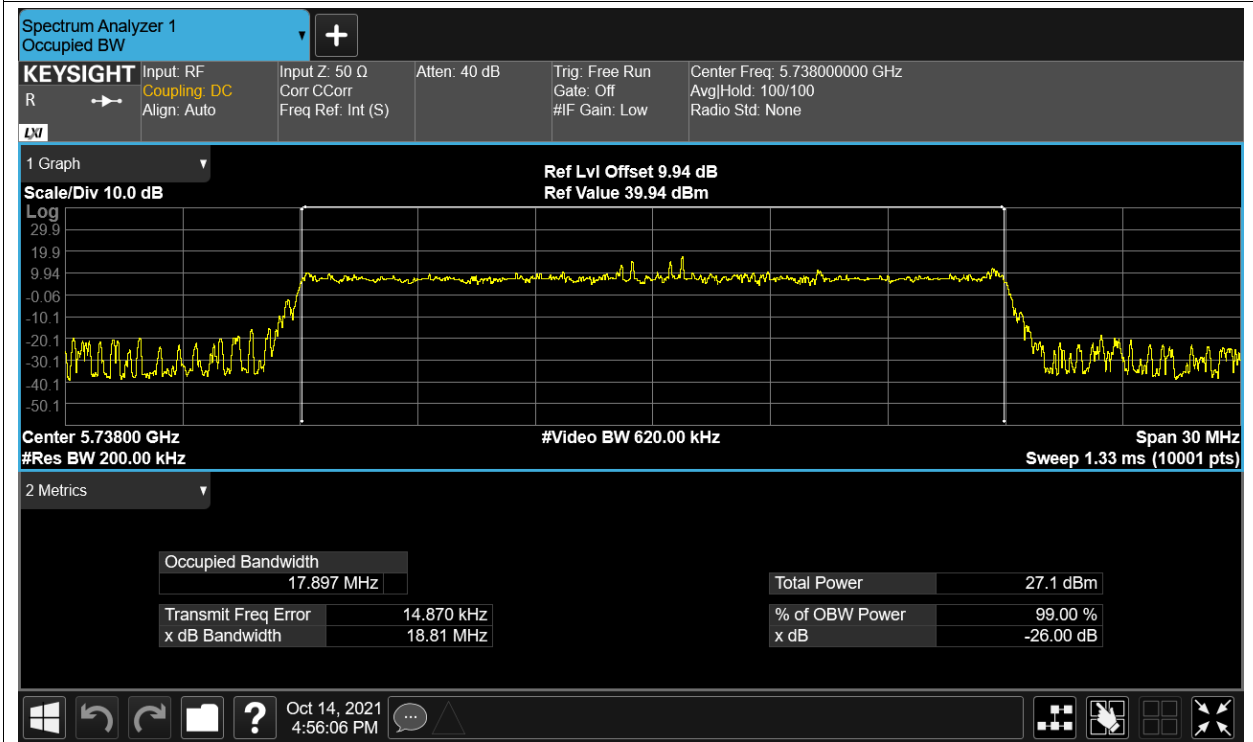 Spectrum Analyzer 1
Occupied BW
KEYSIGHT
R
LXI
Input: RF
Coupling: DC
Align: Auto
Input Z: 50 Ω
Corr CCorr
Freq Ref: Int (S)
Atten: 40 dB
Trig: Free Run
Gate: Off
#IF Gain: Low
Center Freq: 5.738000000 GHz
Avg|Hold: 100/100
Radio Std: None
1 Graph
Scale/Div 10.0 dB
Ref Lvl Offset 9.94 dB
Ref Value 39.94 dBm
Log
29.9
19.9
9.94
-0.06
-10.1
-20.1
-30.1
-40.1
-50.1
Center 5.73800 GHz
#Video BW 620.00 kHz
Span 30 MHz
#Res BW 200.00 kHz
Sweep 1.33 ms (10001 pts)
2 Metrics
Occupied Bandwidth
17.897 MHz
Total Power 27.1 dBm
Transmit Freq Error 14.870 kHz
% of OBW Power 99.00 %
x dB Bandwidth 18.81 MHz
x dB -26.00 dB
?
Oct 14, 2021
4:56:06 PM